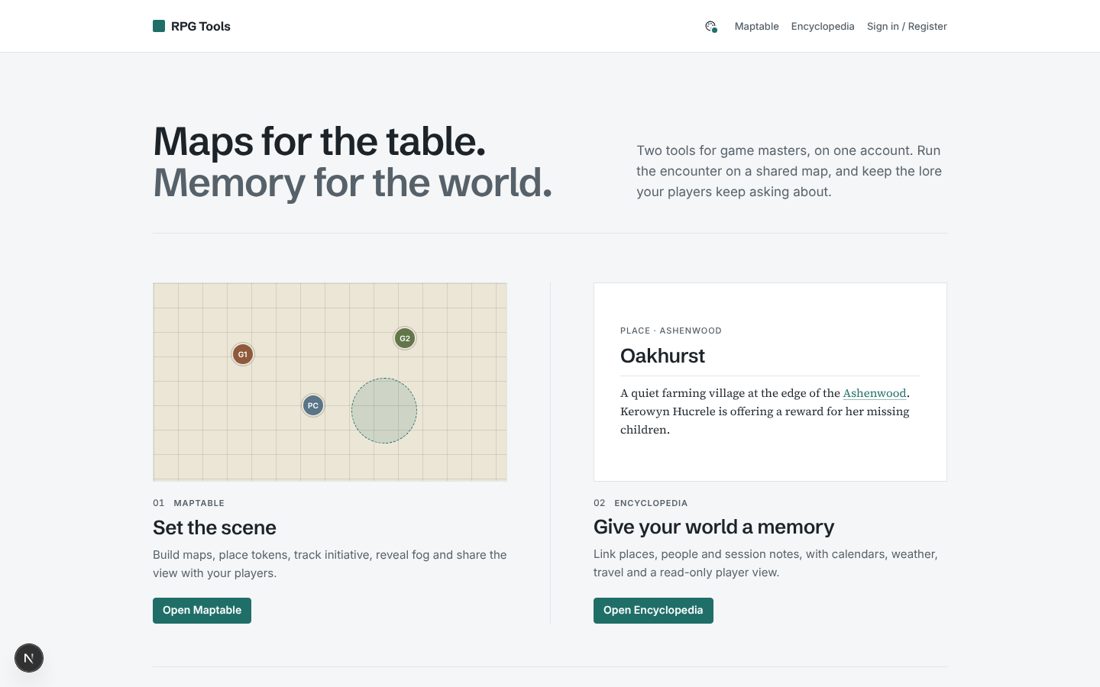 RPG Tools
Maptable
Encyclopedia
Sign in / Register
Maps for the table.
Memory for the world.
Two tools for game masters, on one account. Run
the encounter on a shared map, and keep the lore
your players keep asking about.
G1
G2
PC
01 MAPTABLE
Set the scene
Build maps, place tokens, track initiative, reveal fog and share the
view with your players.
Open Maptable
PLACE · ASHENWOOD
Oakhurst
A quiet farming village at the edge of the Ashenwood.
Kerowyn Hucrele is offering a reward for her missing
children.
02 ENCYCLOPEDIA
Give your world a memory
Link places, people and session notes, with calendars, weather,
travel and a read-only player view.
Open Encyclopedia
N